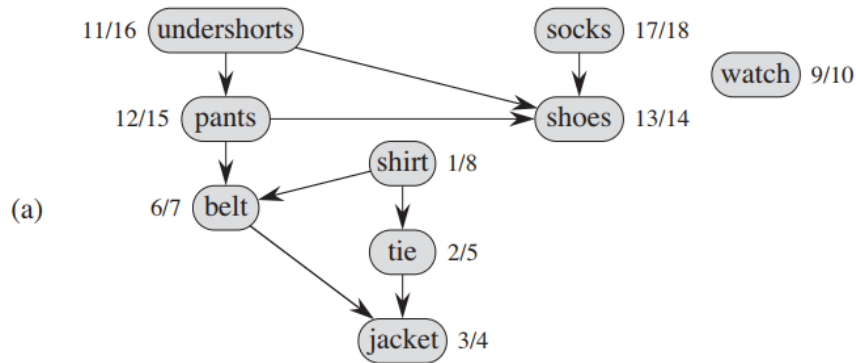 11/16 undershorts socks 17/18
watch 9/10
12/15 pants shoes 13/14
shirt 1/8
(a) 6/7 belt
tie 2/5
jacket 3/4